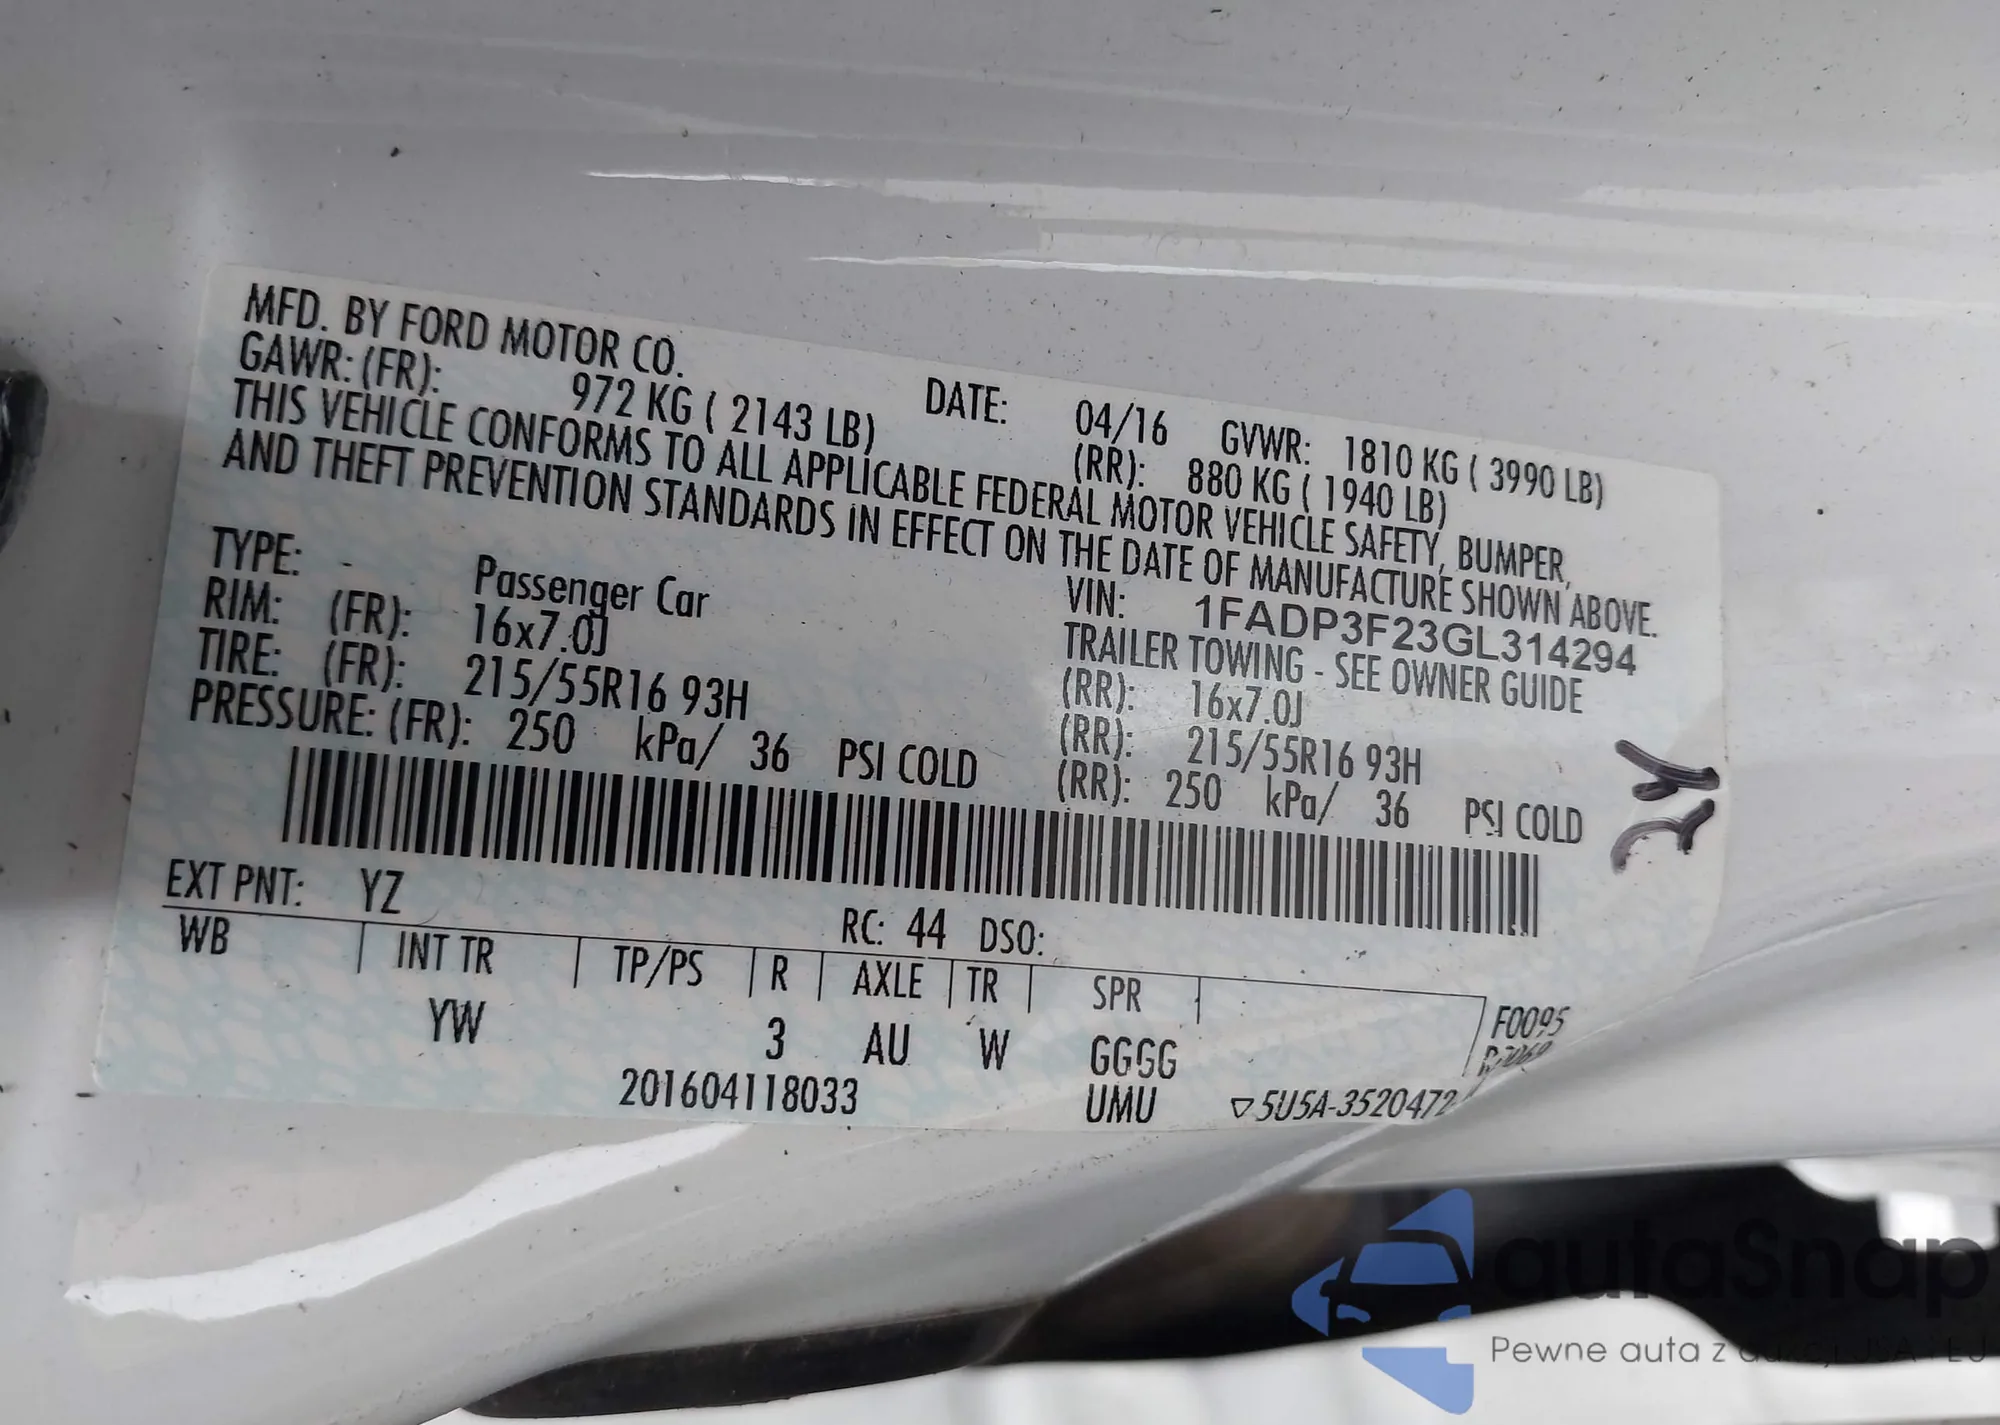 MFD. BY FORD MOTOR CO. DATE: 04/16 GVWR: 1810 KG ( 3990 LB)
GAWR: (FR): 972 KG ( 2143 LB) (RR): 880 KG ( 1940 LB)
THIS VEHICLE CONFORMS TO ALL APPLICABLE FEDERAL MOTOR VEHICLE SAFETY, BUMPER,
AND THEFT PREVENTION STANDARDS IN EFFECT ON THE DATE OF MANUFACTURE SHOWN ABOVE.
TYPE: - Passenger Car VIN: 1FADP3F23GL314294
TRAILER TOWING - SEE OWNER GUIDE
RIM: (FR): 16x7.0J (RR): 16x7.0J
TIRE: (FR): 215/55R16 93H (RR): 215/55R16 93H
PRESSURE: (FR): 250 kPa/ 36 PSI COLD (RR): 250 kPa/ 36 PSI COLD
EXT PNT: YZ RC: 44 DSO:
WB INT TR TP/PS R AXLE TR SPR
F0095
YW 3 AU W GGGG
201604118033 UMU ▽5U5A-3520472
autaSnap
Pewne auta z aukcji USA i EU